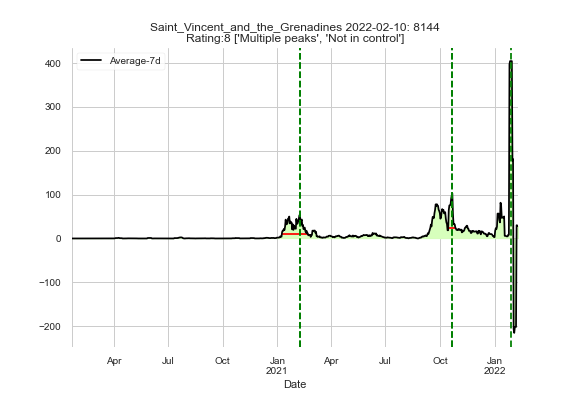 Saint_Vincent_and_the_Grenadines 2022-02-10: 8144
Rating:8 ['Multiple peaks', 'Not in control']
Average-7d
400
300
200
100
0
−100
−200
Apr Jul Oct Jan Apr Jul Oct Jan
2021 2022
Date